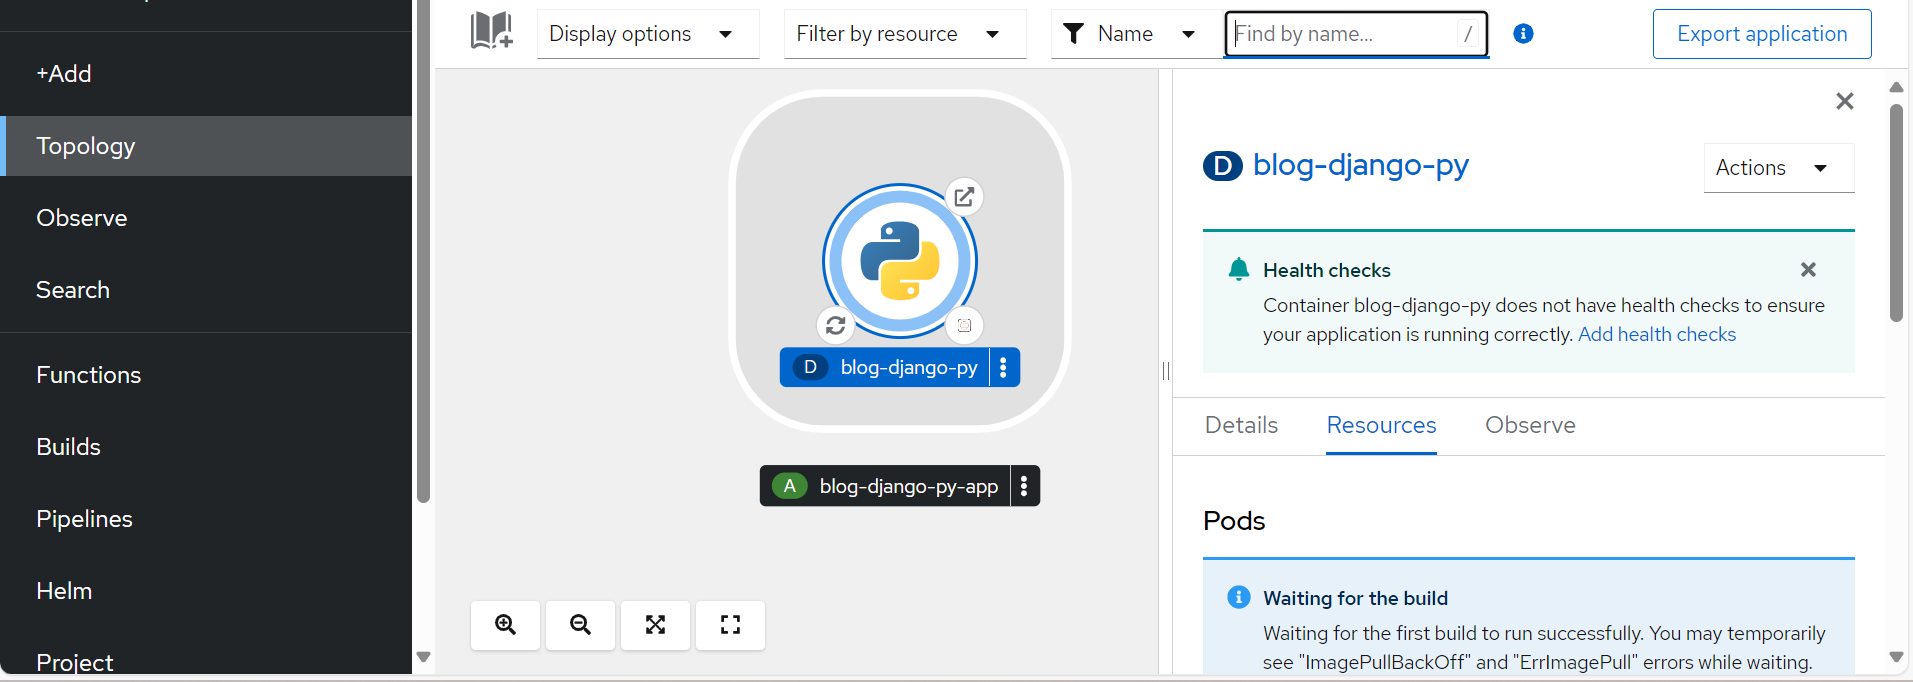 +Add
Topology
Observe
Search
Functions
Builds
Pipelines
Helm
Project
Display options
Filter by resource
Name
Find by name...
/
Export application
D blog-django-py
A blog-django-py-app
D blog-django-py
Actions
Health checks
Container blog-django-py does not have health checks to ensure
your application is running correctly. Add health checks
Details
Resources
Observe
Pods
Waiting for the build
Waiting for the first build to run successfully. You may temporarily
see "ImagePullBackOff" and "ErrImagePull" errors while waiting.